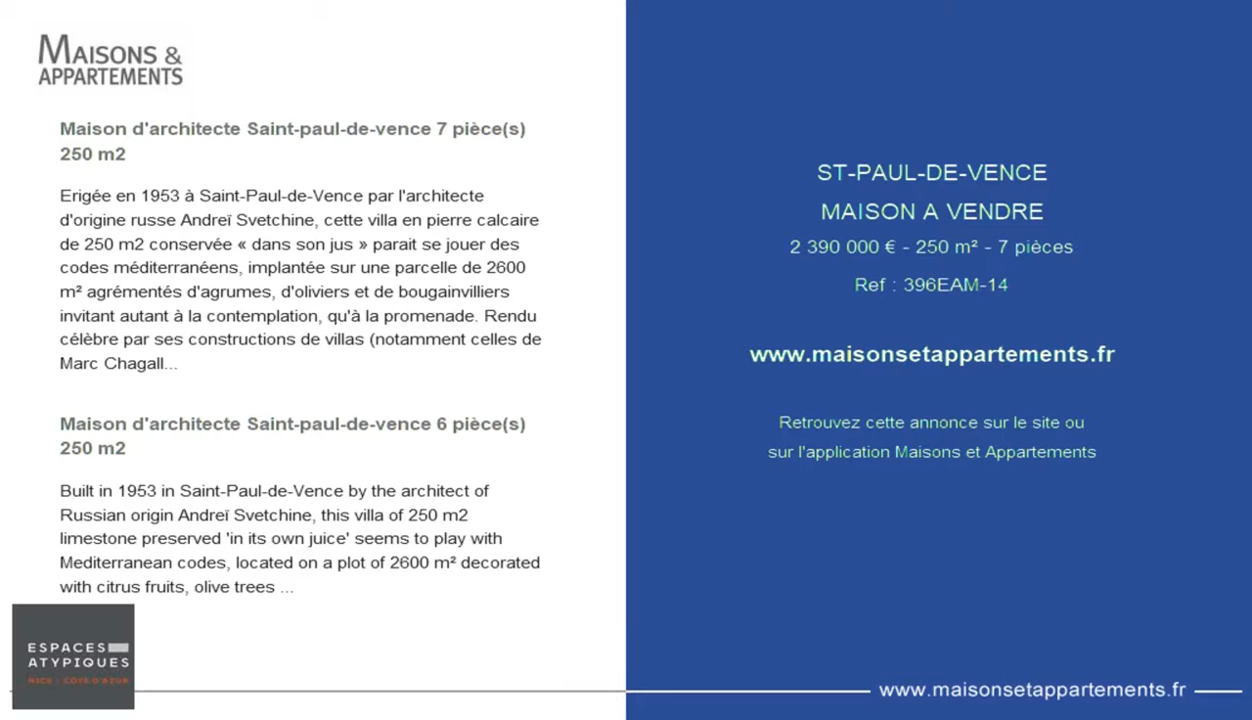 MAISONS &
APPARTEMENTS
Maison d'architecte Saint-paul-de-vence 7 pièce(s)
250 m2
Erigée en 1953 à Saint-Paul-de-Vence par l'architecte
d'origine russe Andreï Svetchine, cette villa en pierre calcaire
de 250 m2 conservée « dans son jus » parait se jouer des
codes méditerranéens, implantée sur une parcelle de 2600
m² agrémentés d'agrumes, d'oliviers et de bougainvilliers
invitant autant à la contemplation, qu'à la promenade. Rendu
célèbre par ses constructions de villas (notamment celles de
Marc Chagall...
Maison d'architecte Saint-paul-de-vence 6 pièce(s)
250 m2
Built in 1953 in Saint-Paul-de-Vence by the architect of
Russian origin Andreï Svetchine, this villa of 250 m2
limestone preserved 'in its own juice' seems to play with
Mediterranean codes, located on a plot of 2600 m² decorated
with citrus fruits, olive trees ...
ESPACES
ATYPIQUES
NICE - CÔTE D'AZUR
ST-PAUL-DE-VENCE
MAISON A VENDRE
2 390 000 € - 250 m² - 7 pièces
Ref : 396EAM-14
www.maisonsetappartements.fr
Retrouvez cette annonce sur le site ou
sur l'application Maisons et Appartements
www.maisonsetappartements.fr